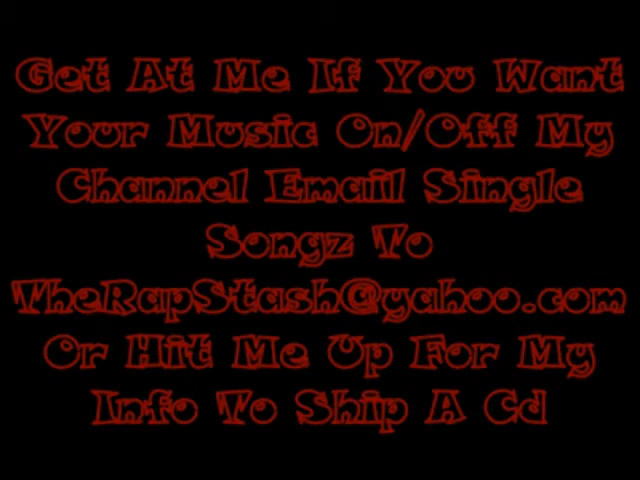 Get At Me If You Want
Your Music On/Off My
Channel Email Single
Songz To
TheRapStash@yahoo.com
Or Hit Me Up For My
Info To Ship A Cd